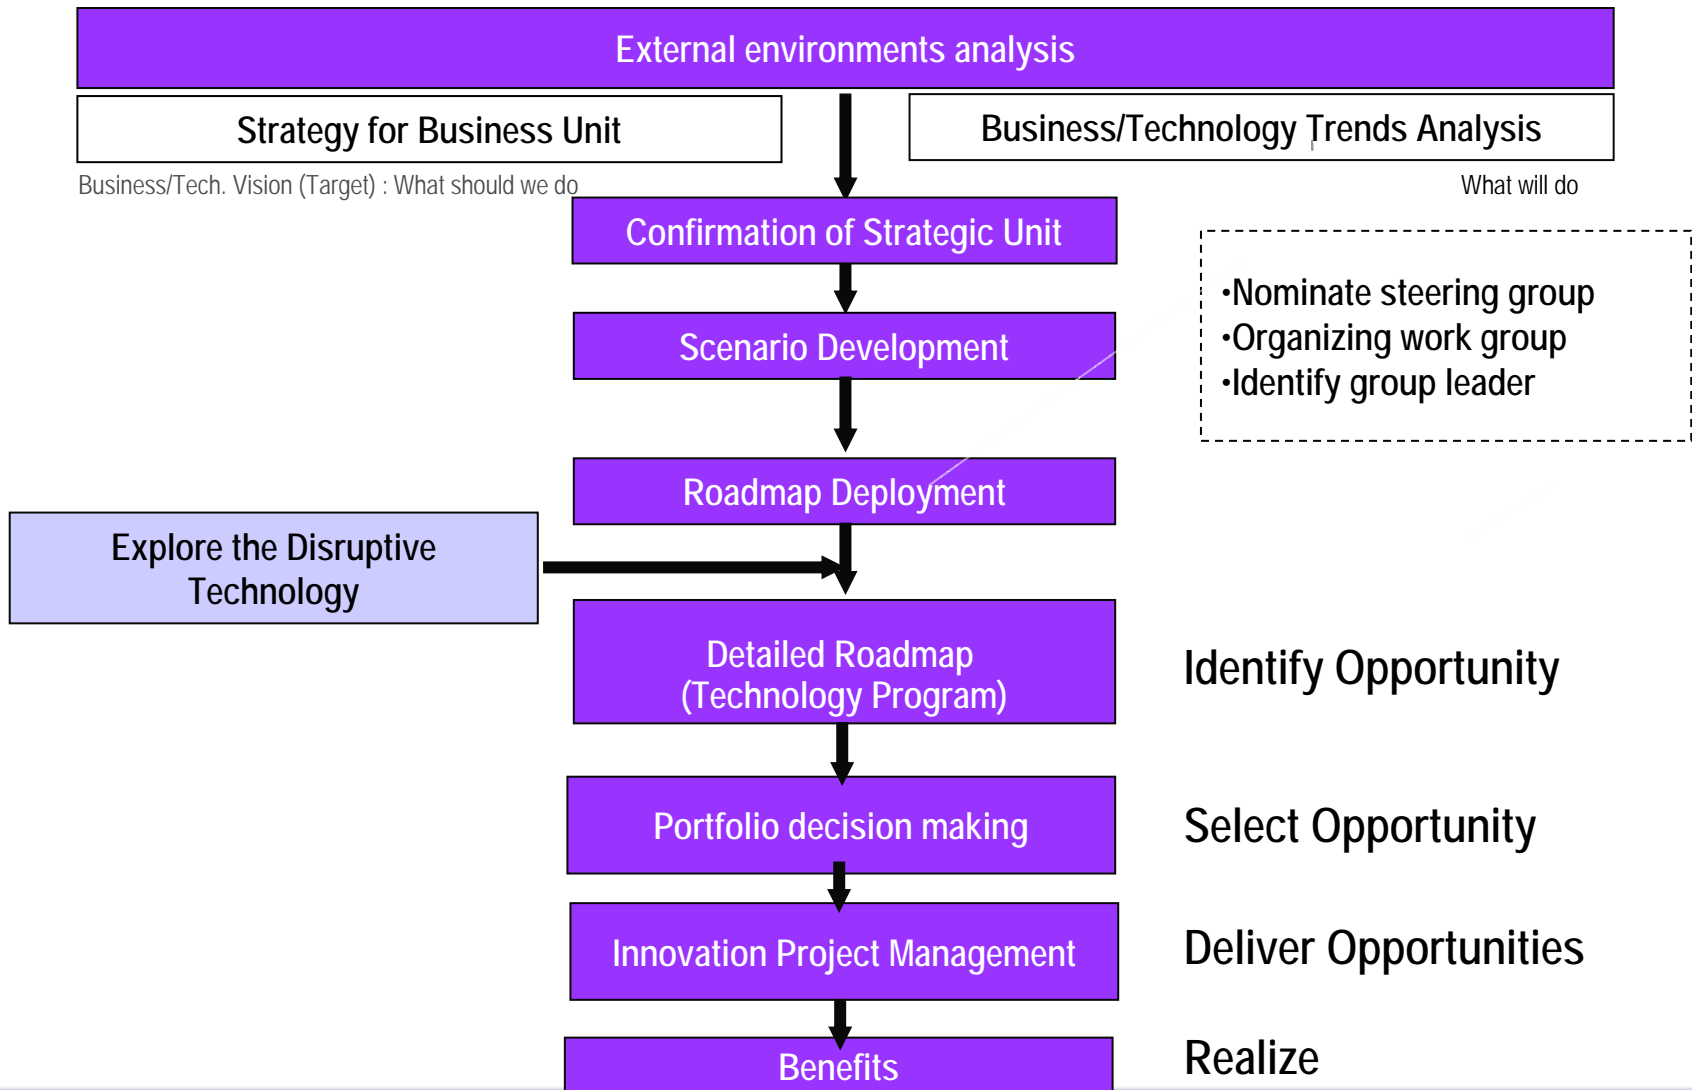 External environments analysis
Strategy for Business Unit
Business/Technology Trends Analysis
Business/Tech. Vision (Target) : What should we do
What will do
Confirmation of Strategic Unit
•Nominate steering group
•Organizing work group
•Identify group leader
Scenario Development
Roadmap Deployment
Explore the Disruptive
Technology
Detailed Roadmap
(Technology Program)
Identify Opportunity
Portfolio decision making
Select Opportunity
Innovation Project Management
Deliver Opportunities
Benefits
Realize